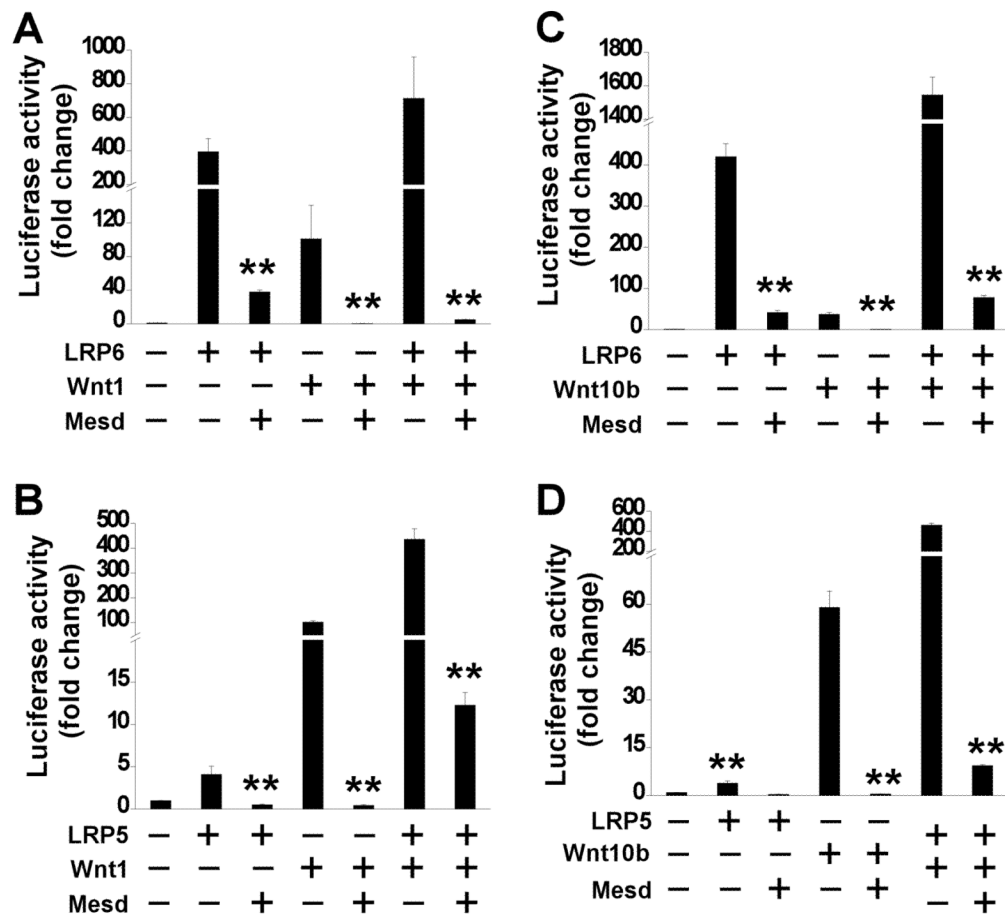 A
Luciferase activity
(fold change)
1000
800
600
400
200
120
80
40
0
**
**
**
LRP6 – + + – – + +
Wnt1 – – – + + + +
Mesd – – + – + – +
C
Luciferase activity
(fold change)
1800
1600
1400
400
300
200
100
0
**
**
**
LRP6 – + + – – + +
Wnt10b – – – + + + +
Mesd – – + – + – +
B
Luciferase activity
(fold change)
500
400
300
200
100
15
10
5
0
**
**
**
LRP5 – + + – – + +
Wnt1 – – – + + + +
Mesd – – + – + – +
D
Luciferase activity
(fold change)
600
400
200
60
45
30
15
0
**
**
**
LRP5 – + + – – + +
Wnt10b – – – + + + +
Mesd – – + – + – +